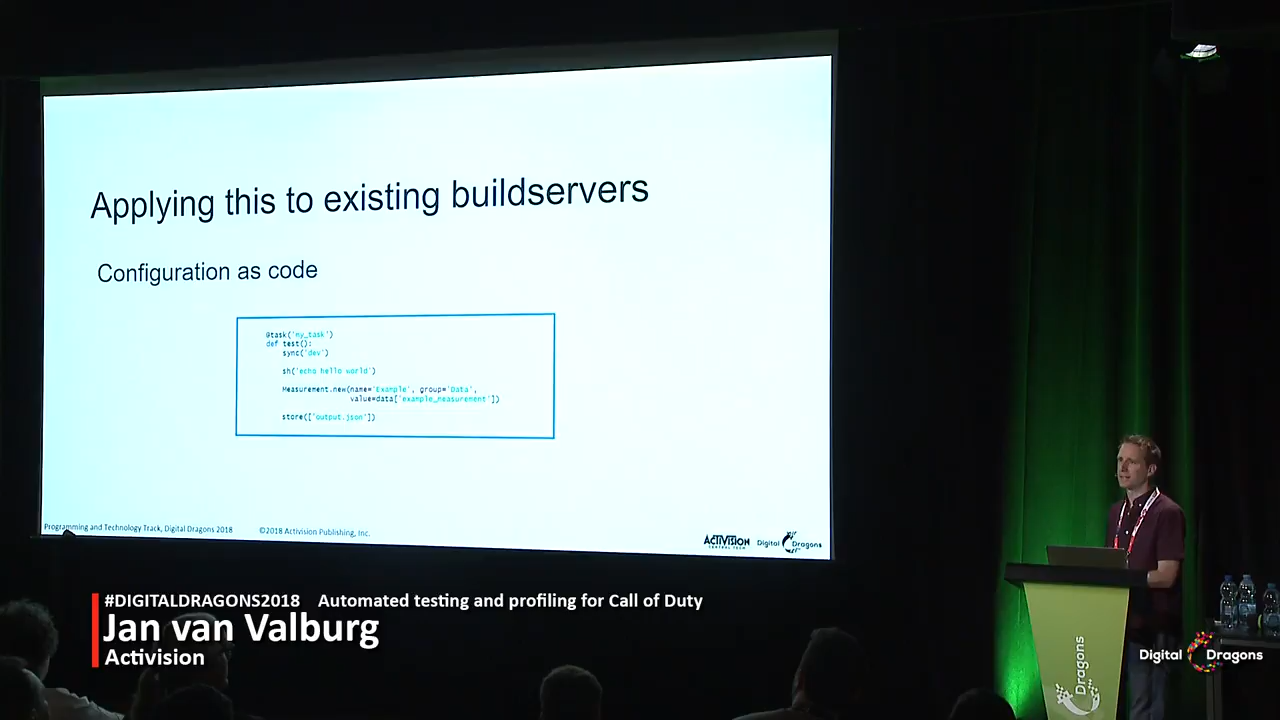 Applying this to existing buildservers
Configuration as code
@task('my_task')
def test():
sync('dev')
sh('echo hello world')
Measurement.new(name='Example', group='Data',
value=data['example_measurement'])
store(['output.json'])
Programming and Technology Track, Digital Dragons 2018
©2018 Activision Publishing, Inc.
ACTIVISION
CENTRAL TECH
Digital Dragons
#DIGITALDRAGONS2018 Automated testing and profiling for Call of Duty
Jan van Valburg
Activision
Dragons
Digital Dragons